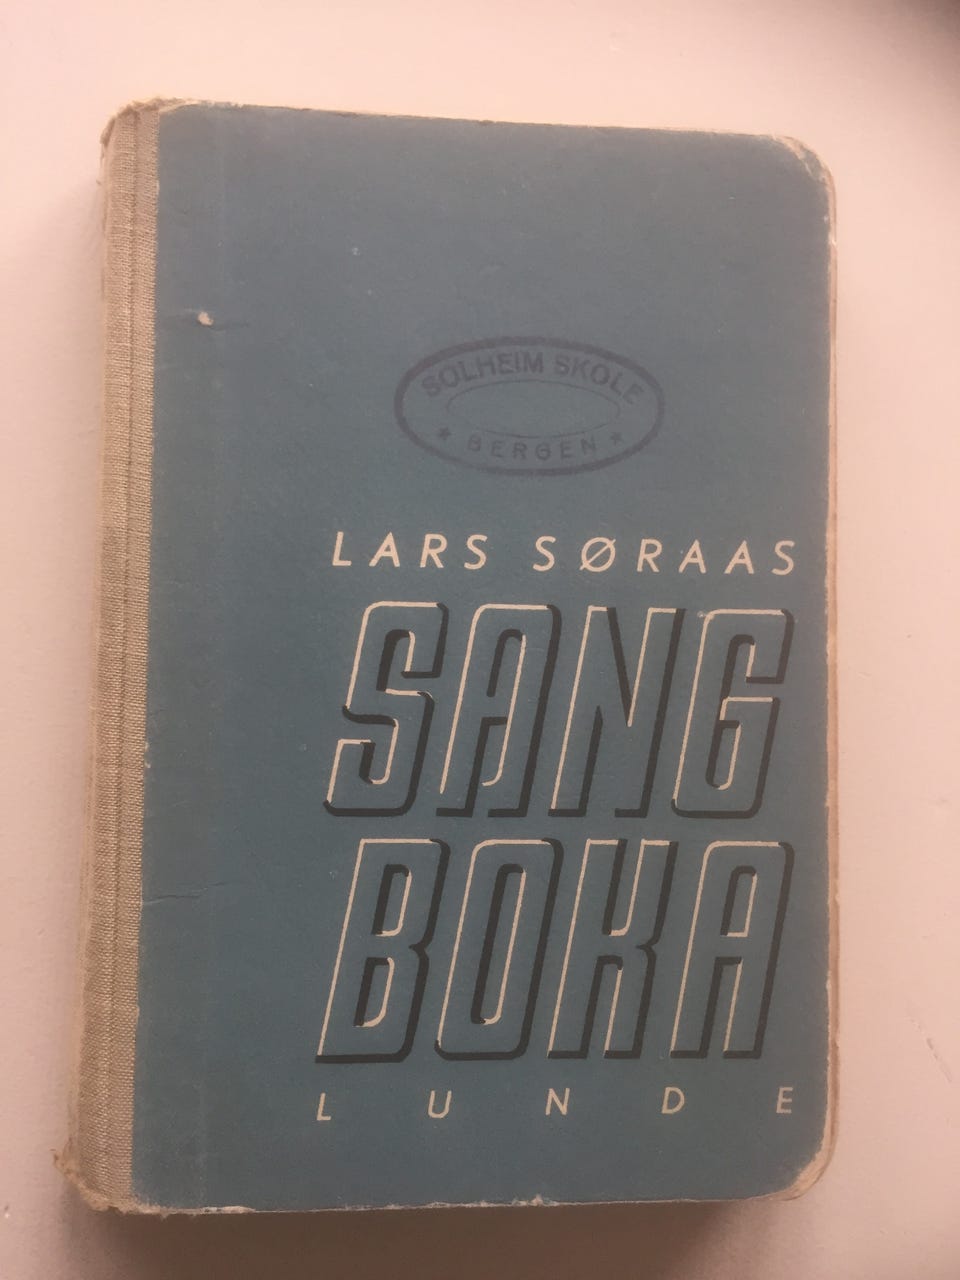 SOLHEIM SKOLE
* BERGEN *
LARS SØRAAS
SANG
BOKA
LUNDE